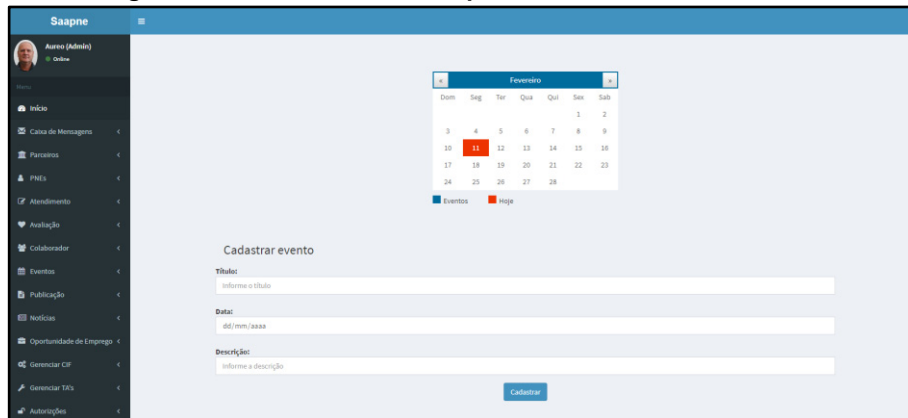 Saapne
Aureo (Admin)
Online
Menu
Início
Caixa de Mensagens
Parceiros
PNEs
Atendimento
Avaliação
Colaborador
Eventos
Publicação
Notícias
Oportunidade de Emprego
Gerenciar CIF
Gerenciar TA's
Autorizções
« Fevereiro »
Dom Seg Ter Qua Qui Sex Sab
1 2
3 4 5 6 7 8 9
10 11 12 13 14 15 16
17 18 19 20 21 22 23
24 25 26 27 28
Eventos Hoje
Cadastrar evento
Título:
Informe o título
Data:
dd/mm/aaaa
Descrição:
Informe a descrição
Cadastrar